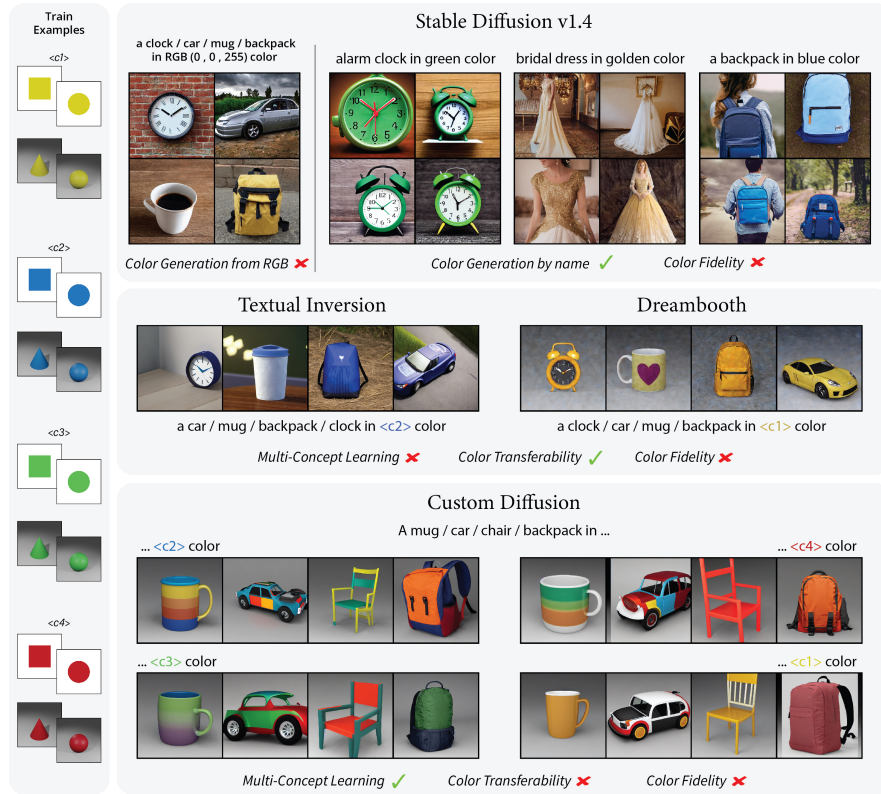 Train
Examples
<c1>
<c2>
<c3>
<c4>
Stable Diffusion v1.4
a clock / car / mug / backpack
in RGB (0 , 0 , 255) color
alarm clock in green color
bridal dress in golden color
a backpack in blue color
Color Generation from RGB ✘
Color Generation by name ✓
Color Fidelity ✘
Textual Inversion
a car / mug / backpack / clock in <c2> color
Dreambooth
a clock / car / mug / backpack in <c1> color
Multi-Concept Learning ✘
Color Transferability ✓
Color Fidelity ✘
Custom Diffusion
A mug / car / chair / backpack in ...
... <c2> color
... <c4> color
... <c3> color
... <c1> color
Multi-Concept Learning ✓
Color Transferability ✘
Color Fidelity ✘